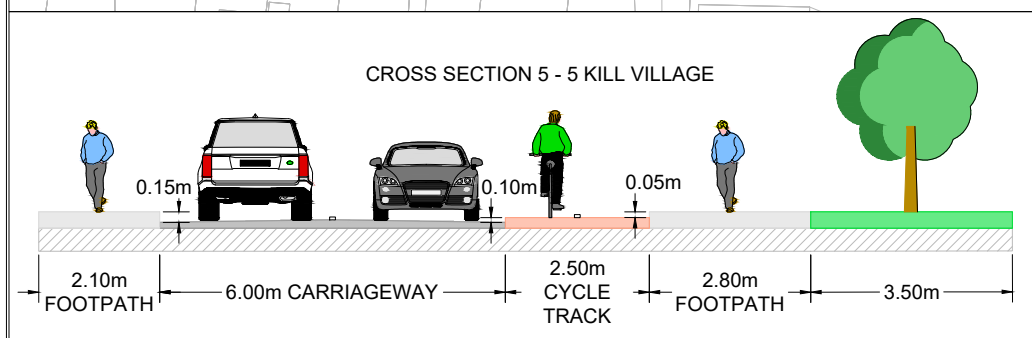 CROSS SECTION 5 - 5 KILL VILLAGE
0.15m
0.10m
0.05m
2.10m
FOOTPATH
6.00m CARRIAGEWAY
2.50m
CYCLE
TRACK
2.80m
FOOTPATH
3.50m